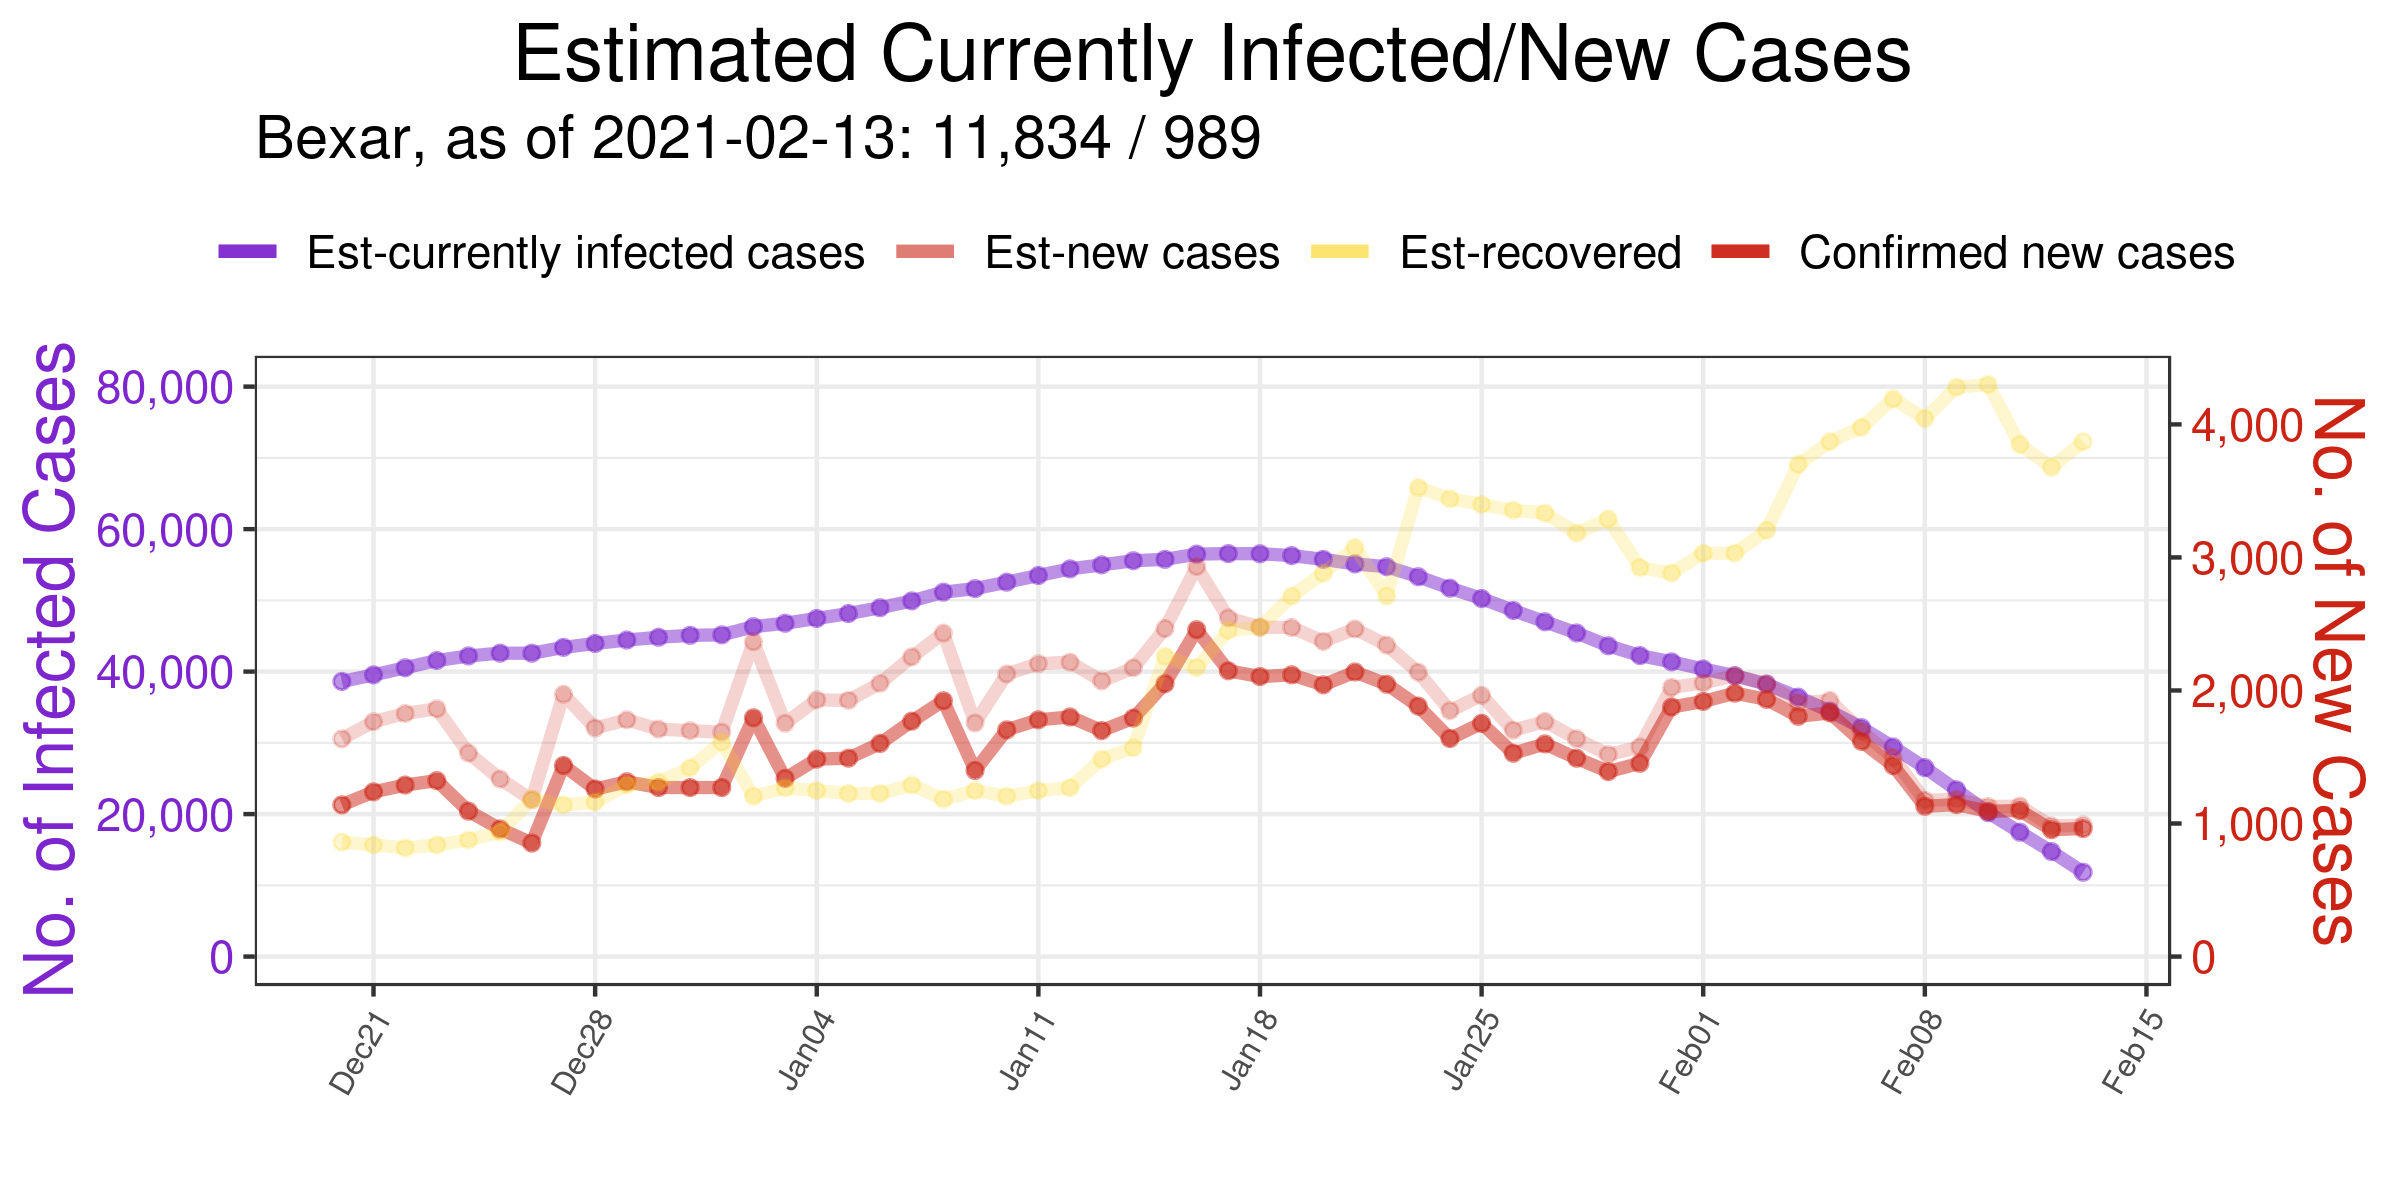 Estimated Currently Infected/New Cases
Bexar, as of 2021-02-13: 11,834 / 989
Est-currently infected cases
Est-new cases
Est-recovered
Confirmed new cases
No. of Infected Cases
80,000
60,000
40,000
20,000
0
4,000
3,000
2,000
1,000
0
No. of New Cases
Dec21
Dec28
Jan04
Jan11
Jan18
Jan25
Feb01
Feb08
Feb15